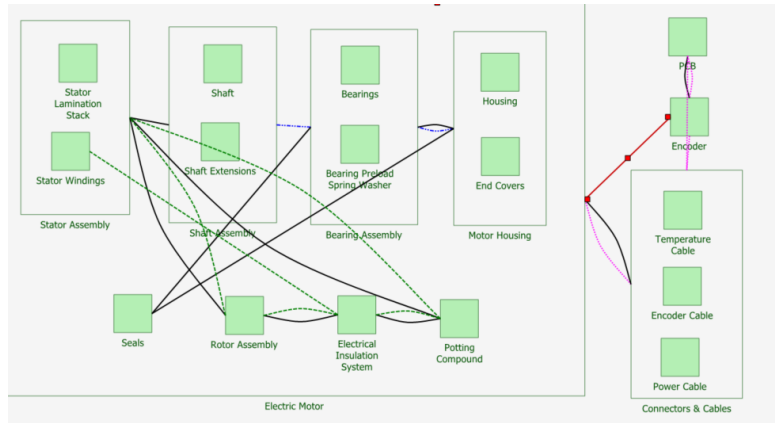 Stator
Lamination
Stack
Stator Windings
Stator Assembly
Shaft
Shaft Extensions
Shaft Assembly
Bearings
Bearing Preload
Spring Washer
Bearing Assembly
Housing
End Covers
Motor Housing
Seals
Rotor Assembly
Electrical
Insulation
System
Potting
Compound
Electric Motor
PCB
Encoder
Temperature
Cable
Encoder Cable
Power Cable
Connectors & Cables